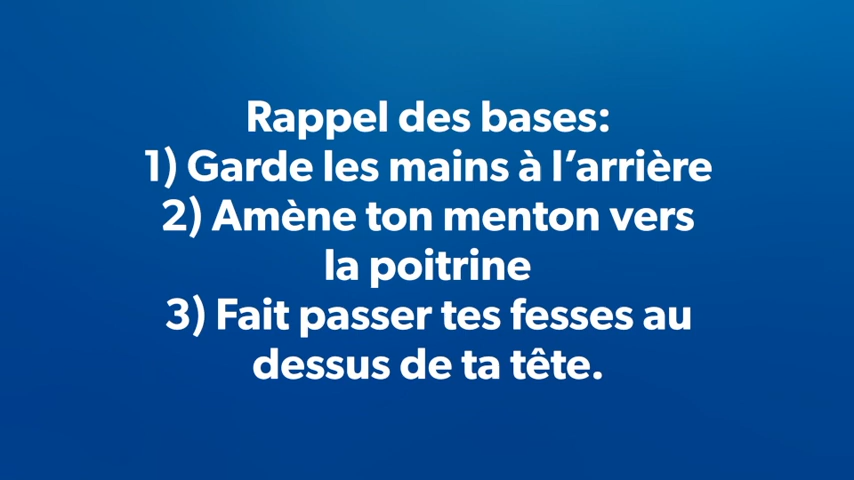 Rappel des bases:
1) Garde les mains à l’arrière
2) Amène ton menton vers
la poitrine
3) Fait passer tes fesses au
dessus de ta tête.